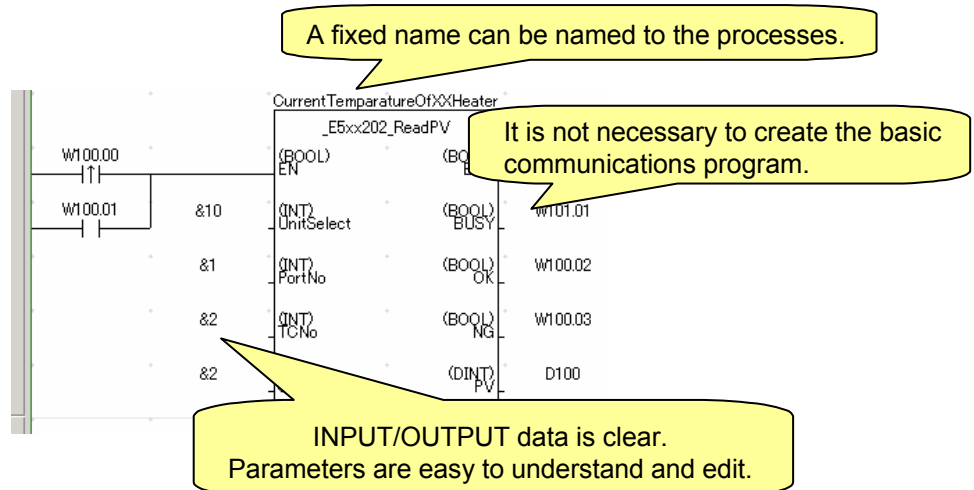 A fixed name can be named to the processes.
CurrentTemparatureOfXXHeater
_E5xx202_ReadPV
It is not necessary to create the basic
communications program.
W100.00
(BOOL)
EN
W100.01
&10
(INT)
UnitSelect
(BOOL)
BUSY
W101.01
&1
(INT)
PortNo
(BOOL)
OK
W100.02
&2
(INT)
TCNo
(BOOL)
NG
W100.03
&2
(DINT)
PV
D100
INPUT/OUTPUT data is clear.
Parameters are easy to understand and edit.